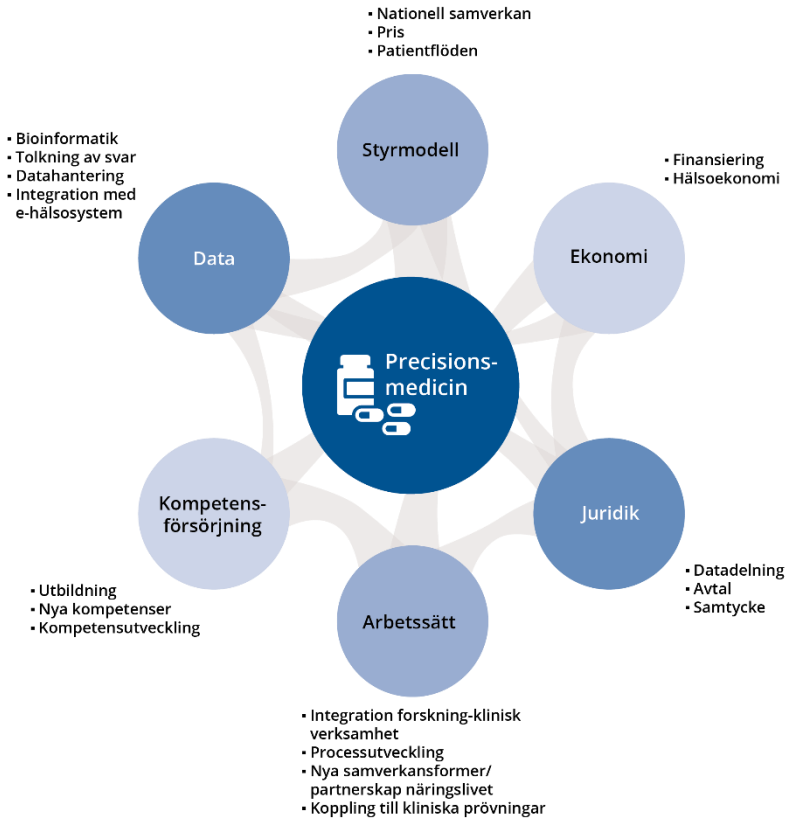 ▪ Nationell samverkan
▪ Pris
▪ Patientflöden
Styrmodell
▪ Bioinformatik
▪ Tolkning av svar
▪ Datahantering
▪ Integration med
e-hälsosystem
Data
▪ Finansiering
▪ Hälsoekonomi
Ekonomi
Precisions-
medicin
Kompetens-
försörjning
▪ Utbildning
▪ Nya kompetenser
▪ Kompetensutveckling
Juridik
▪ Datadelning
▪ Avtal
▪ Samtycke
Arbetssätt
▪ Integration forskning-klinisk
verksamhet
▪ Processutveckling
▪ Nya samverkansformer/
partnerskap näringslivet
▪ Koppling till kliniska prövningar